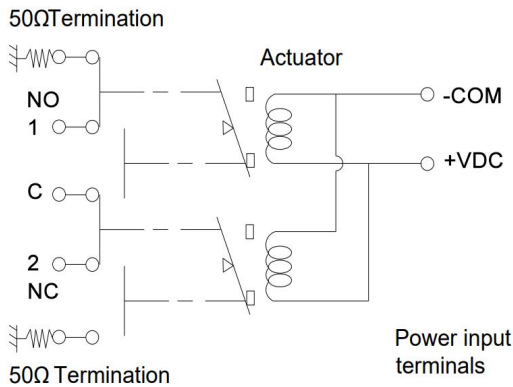 50ΩTermination
Actuator
NO
1
-COM
+VDC
C
2
NC
Power input
terminals
50Ω Termination